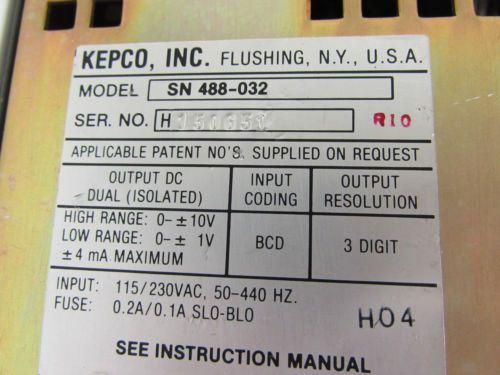 KEPCO, INC. FLUSHING, N.Y., U.S.A.
MODEL SN 488-032
SER. NO. H R10
APPLICABLE PATENT NO'S. SUPPLIED ON REQUEST
OUTPUT DC
DUAL (ISOLATED)
INPUT
CODING
OUTPUT
RESOLUTION
HIGH RANGE: 0-±10V
LOW RANGE: 0-± 1V
±4 mA MAXIMUM
BCD
3 DIGIT
INPUT: 115/230VAC, 50-440 HZ.
FUSE: 0.2A/0.1A SLO-BLO
H04
SEE INSTRUCTION MANUAL